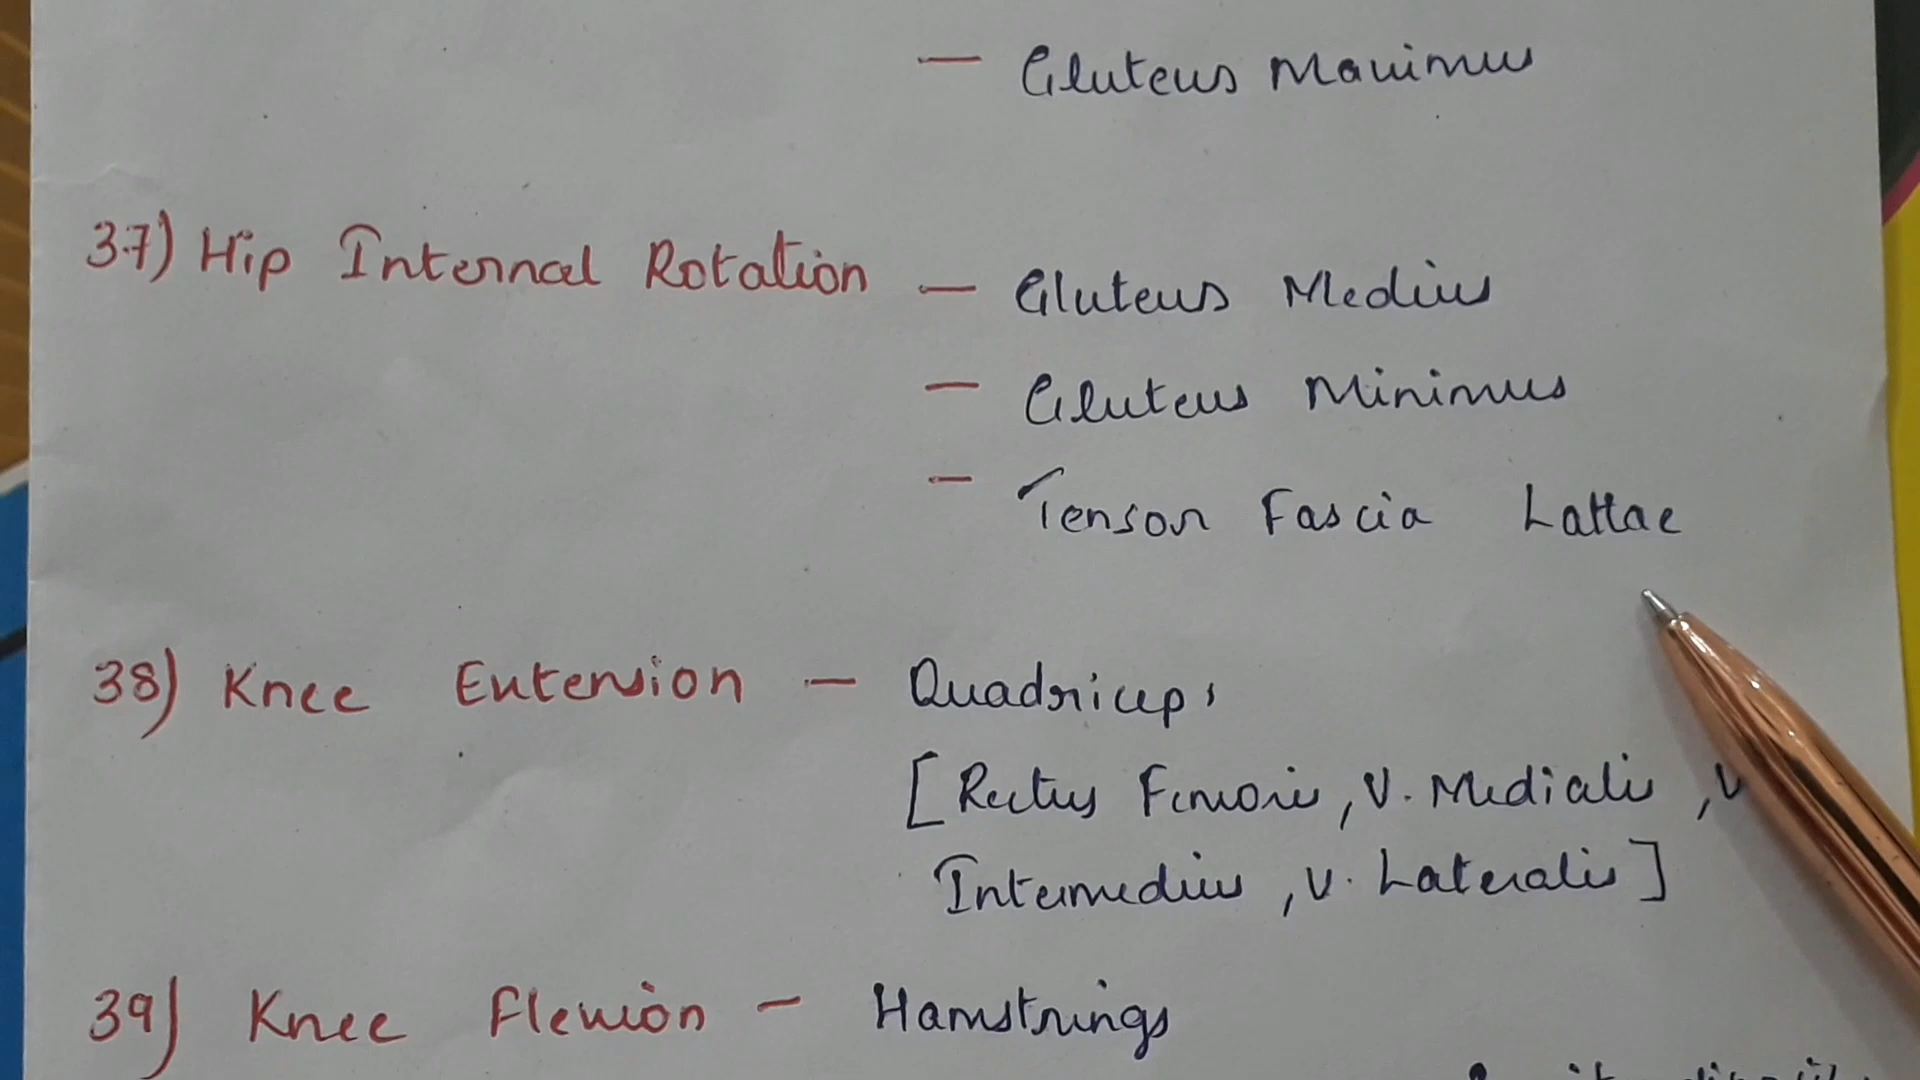 — Gluteus Maximus
37) Hip Internal Rotation — Gluteus Medius
— Gluteus Minimus
— Tensor Fascia Lattae
38) Knee Extension — Quadriceps
[Rectus Femoris, V. Medialis, V
Intermedius, V. Lateralis]
39) Knee Flexion — Hamstrings